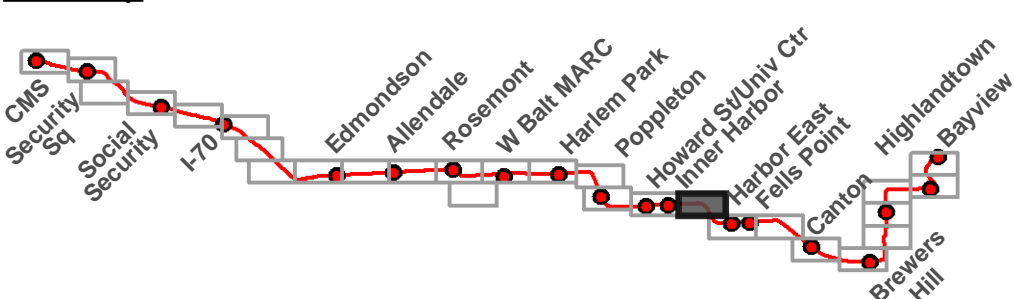 CMS
Security
Sq
Social
Security
I-70
Edmondson
Allendale
Rosemont
W Balt MARC
Harlem Park
Poppleton
Howard St/Univ Ctr
Inner Harbor
Harbor East
Fells Point
Canton
Brewers
Hill
Highlandtown
Bayview